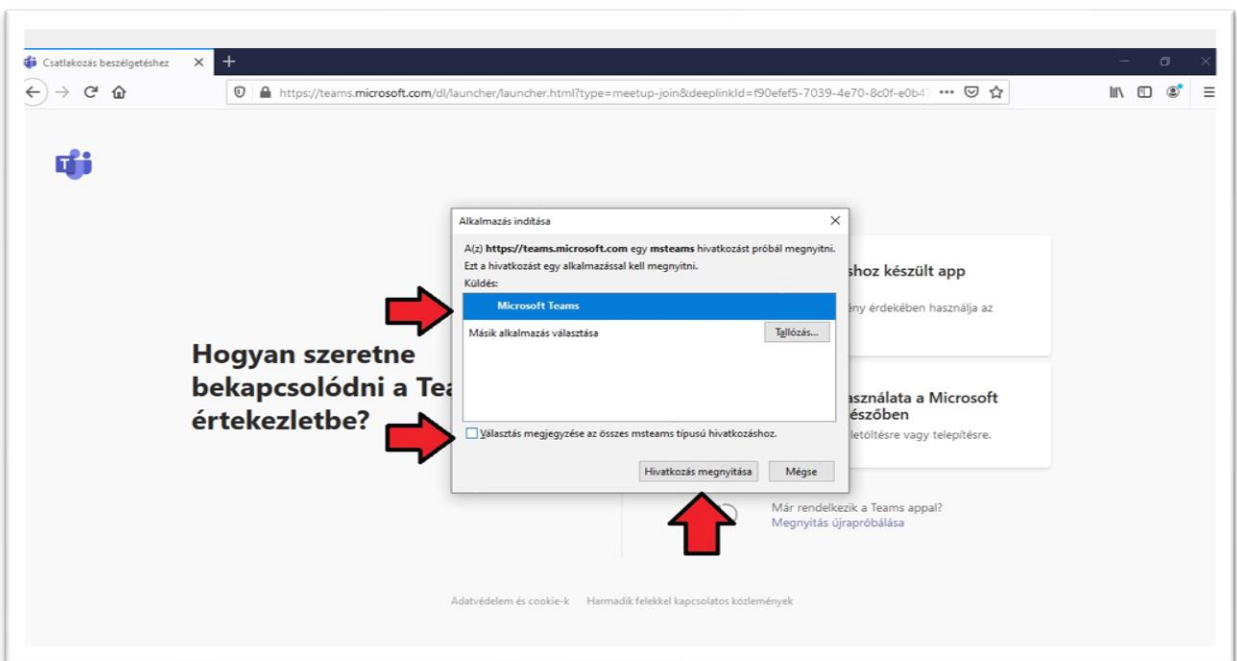 Csatlakozás beszélgetéshez
https://teams.microsoft.com/dl/launcher/launcher.html?type=meetup-join&deeplinkId=f90efef5-7039-4e70-8c0f-e0b47
Alkalmazás indítása
A(z) https://teams.microsoft.com egy msteams hivatkozást próbál megnyitni.
Ezt a hivatkozást egy alkalmazással kell megnyitni.
Küldés:
Microsoft Teams
Másik alkalmazás választása
Tallózás...
Választás megjegyzése az összes msteams típusú hivatkozáshoz.
Hivatkozás megnyitása
Mégse
Hogyan szeretne
bekapcsolódni a Tea
értekezletbe?
shoz készült app
ény érdekében használja az
asználata a Microsoft
észőben
letöltésre vagy telepítésre.
Már rendelkezik a Teams appal?
Megnyitás újrapróbálása
Adatvédelem és cookie-k
Harmadik felekkel kapcsolatos közlemények